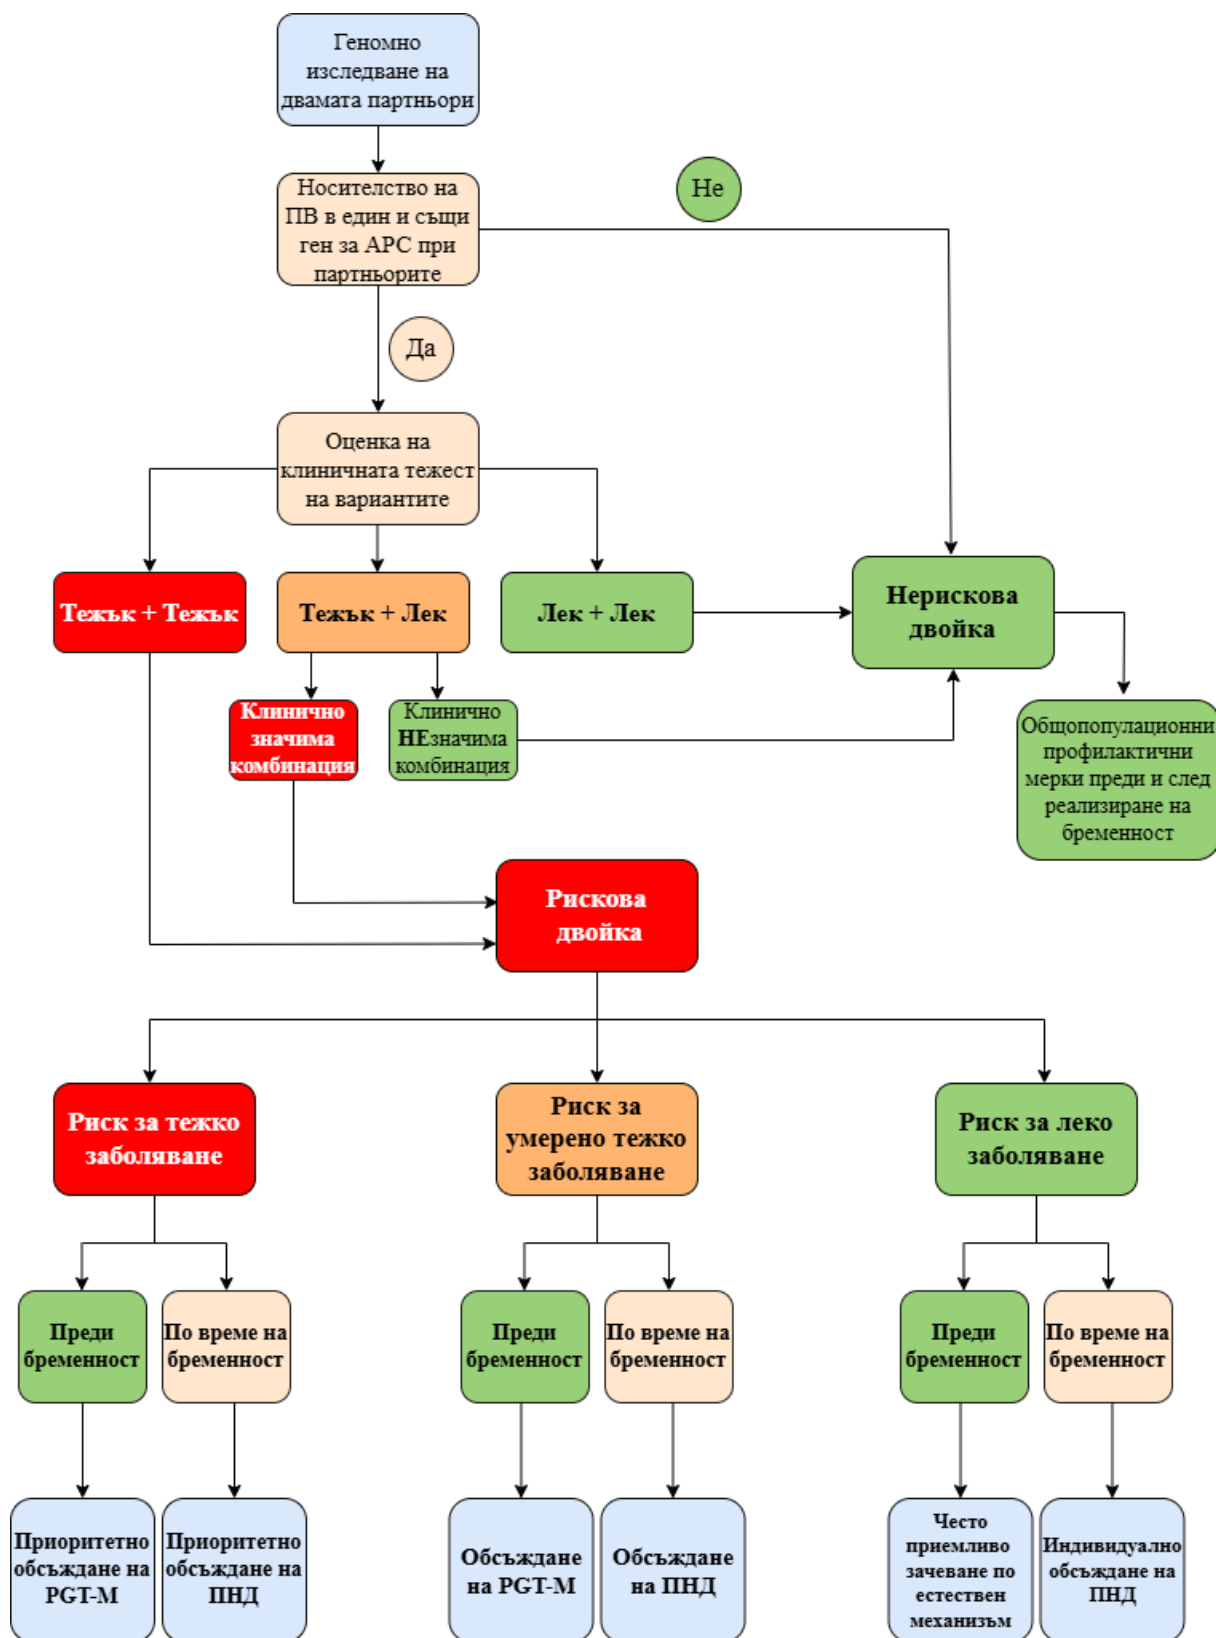 Геномно
изследване на
двамата партньори
Носителство на
ПВ в един и същи
ген за АРС при
партньорите
Не
Да
Оценка на
клиничната тежест
на вариантите
Тежък + Тежък
Тежък + Лек
Лек + Лек
Нерискова
двойка
Клинично
значима
комбинация
Клинично
НЕзначима
комбинация
Общопопулационни
профилактични
мерки преди и след
реализиране на
бременност
Рискова
двойка
Риск за тежко
заболяване
Риск за
умерено тежко
заболяване
Риск за леко
заболяване
Преди
бременност
По време на
бременност
Преди
бременност
По време на
бременност
Преди
бременност
По време на
бременност
Приоритетно
обсъждане на
PGT-M
Приоритетно
обсъждане на
ПНД
Обсъждане
на PGT-M
Обсъждане
на ПНД
Често
приемливо
зачеване по
естествен
механизъм
Индивидуално
обсъждане на
ПНД